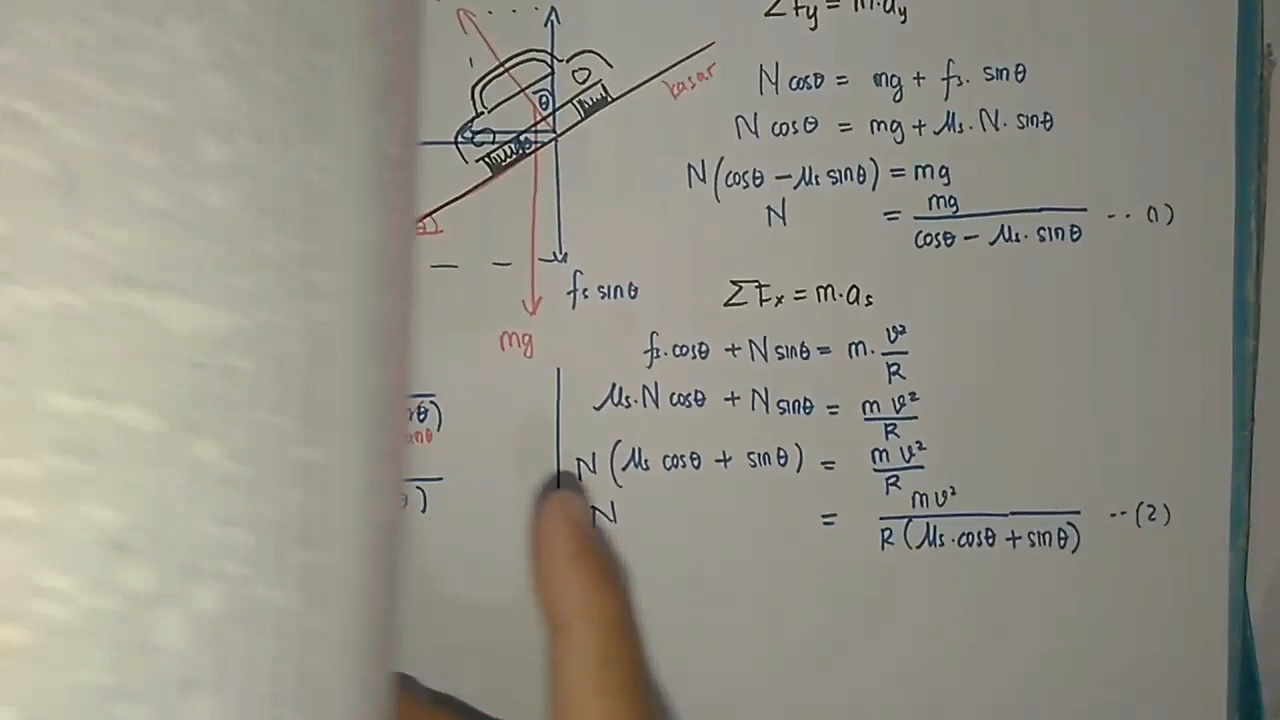 ΣFy = m.ay
N cosθ = mg + fs. sinθ
N cosθ = mg + μs. N. sinθ
N(cosθ − μs sinθ) = mg
N = mg / (cosθ − μs. sinθ) ... (1)
ΣFx = m.as
fs.cosθ + N sinθ = m. v²/R
μs.N cosθ + N sinθ = m v²/R
N (μs cosθ + sinθ) = m v²/R
N = mv² / R (μs.cosθ + sinθ) --(2)
θ
kasar
fs sinθ
mg